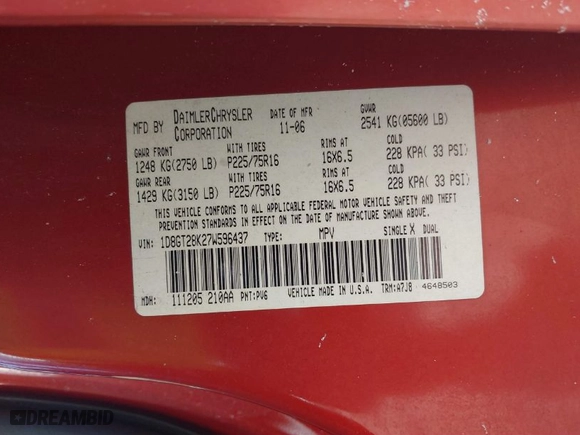 MFD BY DAIMLERCHRYSLER CORPORATION DATE OF MFR 11-06 GVWR 2541 KG(05600 LB)
GAWR FRONT WITH TIRES RIMS AT COLD
1248 KG(2750 LB) P225/75R16 16X6.5 228 KPA( 33 PSI)
GAWR REAR WITH TIRES RIMS AT COLD
1429 KG(3150 LB) P225/75R16 16X6.5 228 KPA( 33 PSI)
THIS VEHICLE CONFORMS TO ALL APPLICABLE FEDERAL MOTOR VEHICLE SAFETY AND THEFT
PREVENTION STANDARDS IN EFFECT ON THE DATE OF MANUFACTURE SHOWN ABOVE.
VIN: 1D8GT28K27W596437 TYPE: MPV SINGLE X DUAL
MDH: 111205 210AA PNT:PV6 VEHICLE MADE IN U.S.A. TRM:A7J8 4648503
DREAMBID